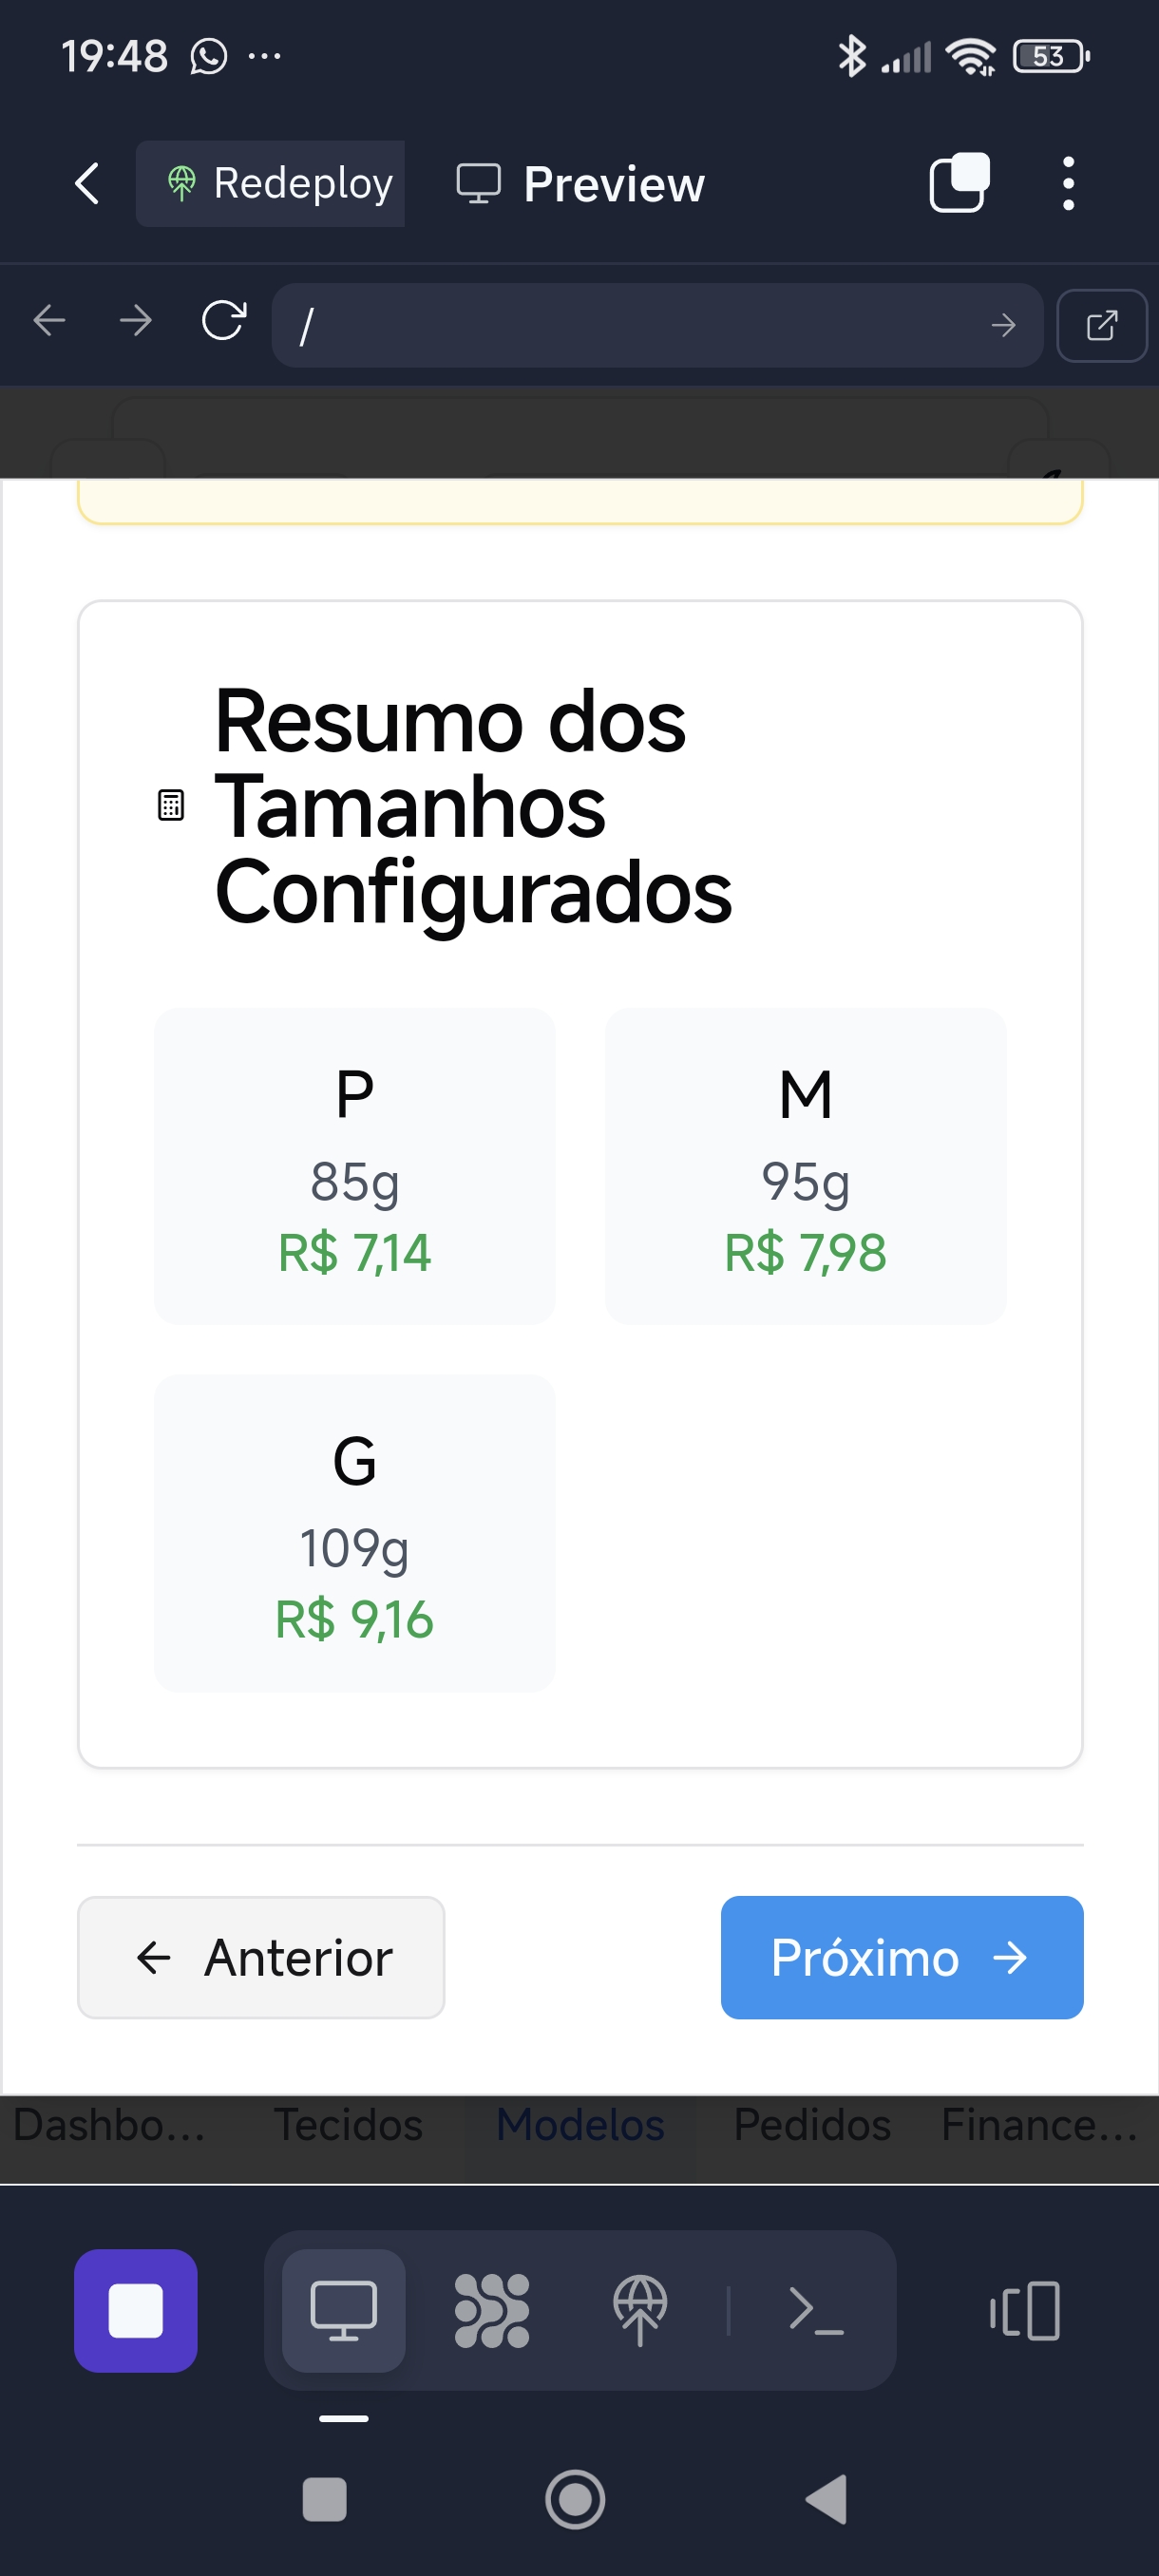 19:48
53
Redeploy
Preview
/
Resumo dos
Tamanhos
Configurados
P
M
85g
95g
R$ 7,14
R$ 7,98
G
109g
R$ 9,16
Anterior
Próximo
Dashbo...
Tecidos
Modelos
Pedidos
Finance...